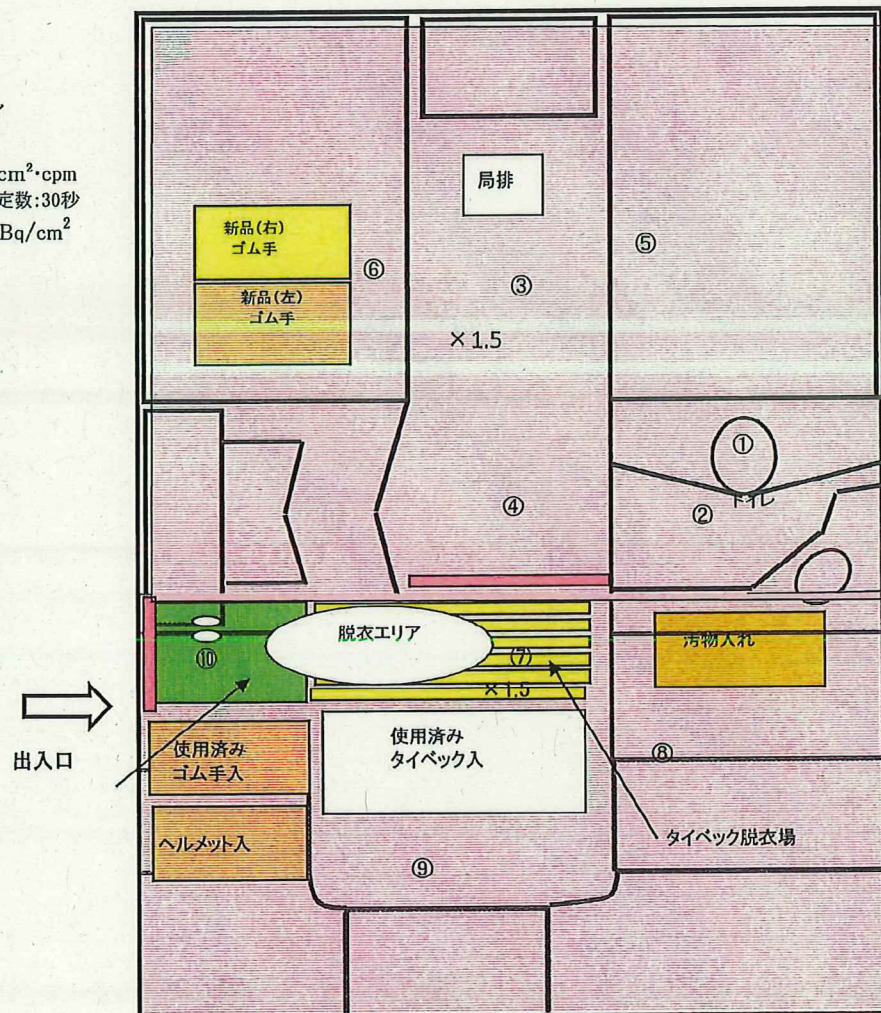 cm²・cpm
定数:30秒
Bq/cm²
局排
新品(右)
ゴム手
新品(左)
ゴム手
⑥
③
⑤
×1.5
①
トイレ
②
④
脱衣エリア
⑩
(7)
×1.5
汚物入れ
出入口
使用済み
ゴム手入
使用済み
タイベック入
⑧
ヘルメット入
タイベック脱衣場
⑨